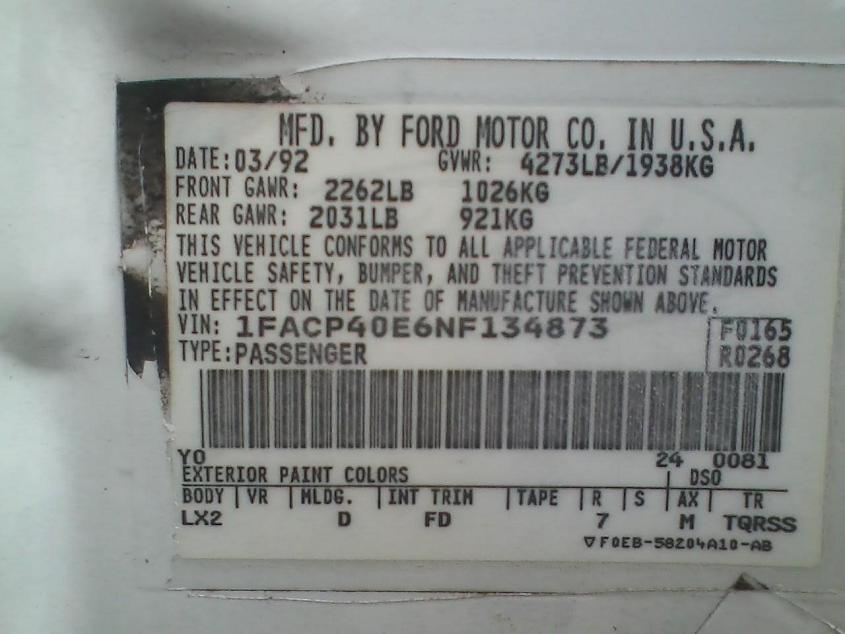 MFD. BY FORD MOTOR CO. IN U.S.A.
DATE:03/92 GVWR: 4273LB/1938KG
FRONT GAWR: 2262LB 1026KG
REAR GAWR: 2031LB 921KG
THIS VEHICLE CONFORMS TO ALL APPLICABLE FEDERAL MOTOR
VEHICLE SAFETY, BUMPER, AND THEFT PREVENTION STANDARDS
IN EFFECT ON THE DATE OF MANUFACTURE SHOWN ABOVE.
VIN: 1FACP40E6NF134873 F0165
TYPE:PASSENGER R0268
YO 24 0081
EXTERIOR PAINT COLORS DSO
BODY VR MLDG. INT TRIM TAPE R S AX TR
LX2 D FD 7 M TQRSS
▽F0EB-58204A10-AB